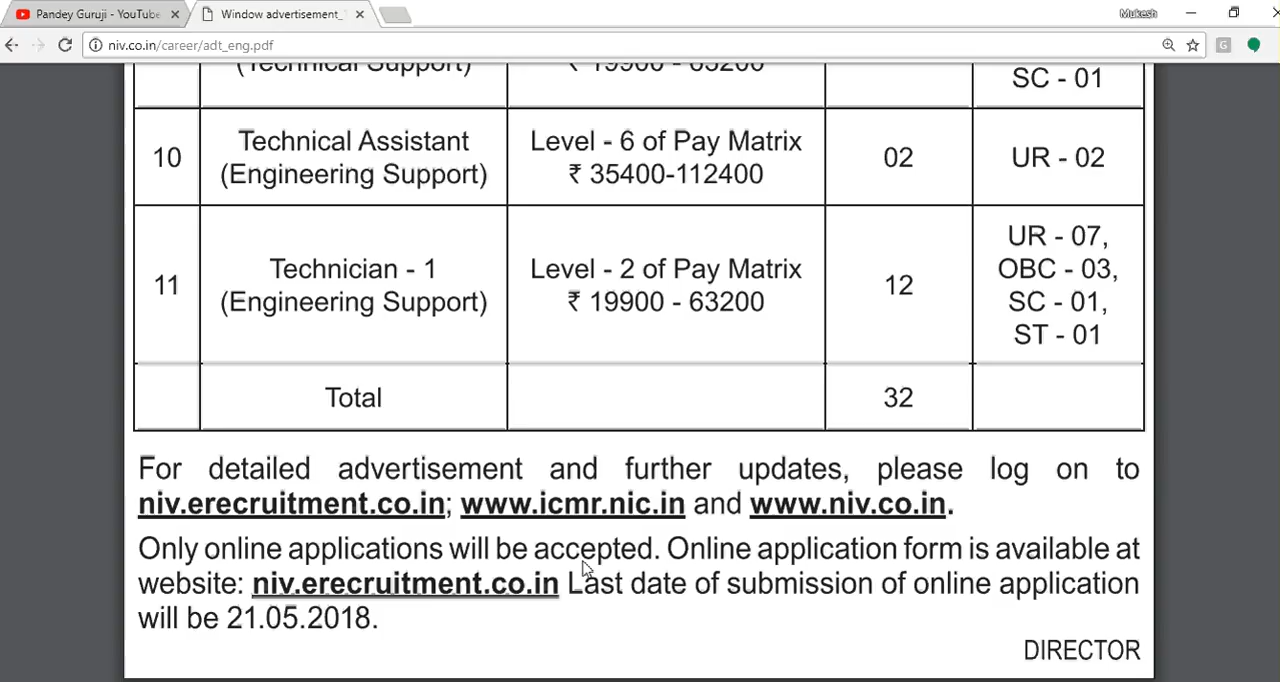 Pandey Guruji - YouTube
Window advertisement_
Mukesh
niv.co.in/career/adt_eng.pdf
(Technical Support)
₹ 19900 - 63200
SC - 01
10
Technical Assistant
(Engineering Support)
Level - 6 of Pay Matrix
₹ 35400-112400
02
UR - 02
11
Technician - 1
(Engineering Support)
Level - 2 of Pay Matrix
₹ 19900 - 63200
12
UR - 07,
OBC - 03,
SC - 01,
ST - 01
Total
32
For detailed advertisement and further updates, please log on to
niv.erecruitment.co.in; www.icmr.nic.in and www.niv.co.in.
Only online applications will be accepted. Online application form is available at
website: niv.erecruitment.co.in Last date of submission of online application
will be 21.05.2018.
DIRECTOR